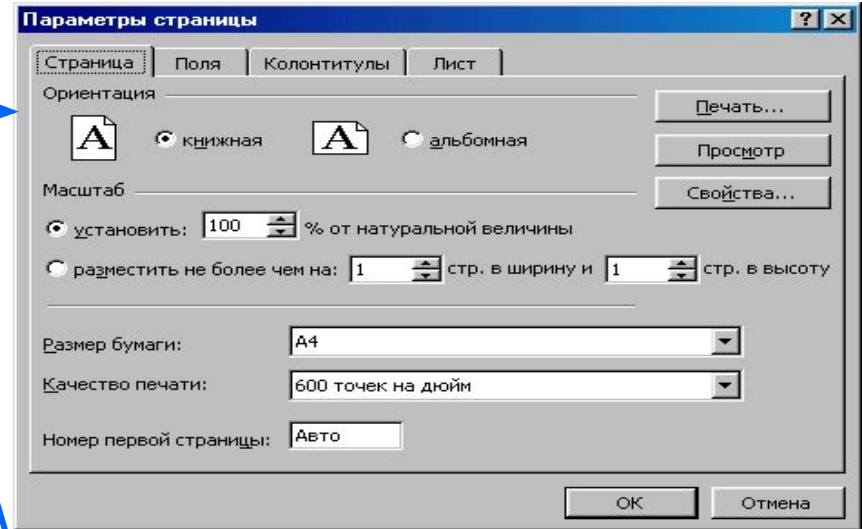 Параметры страницы
Страница Поля Колонтитулы Лист
Ориентация
Печать...
A книжная A альбомная
Просмотр
Масштаб
Свойства...
установить: 100 % от натуральной величины
разместить не более чем на: 1 стр. в ширину и 1 стр. в высоту
Размер бумаги: A4
Качество печати: 600 точек на дюйм
Номер первой страницы: Авто
ОК Отмена